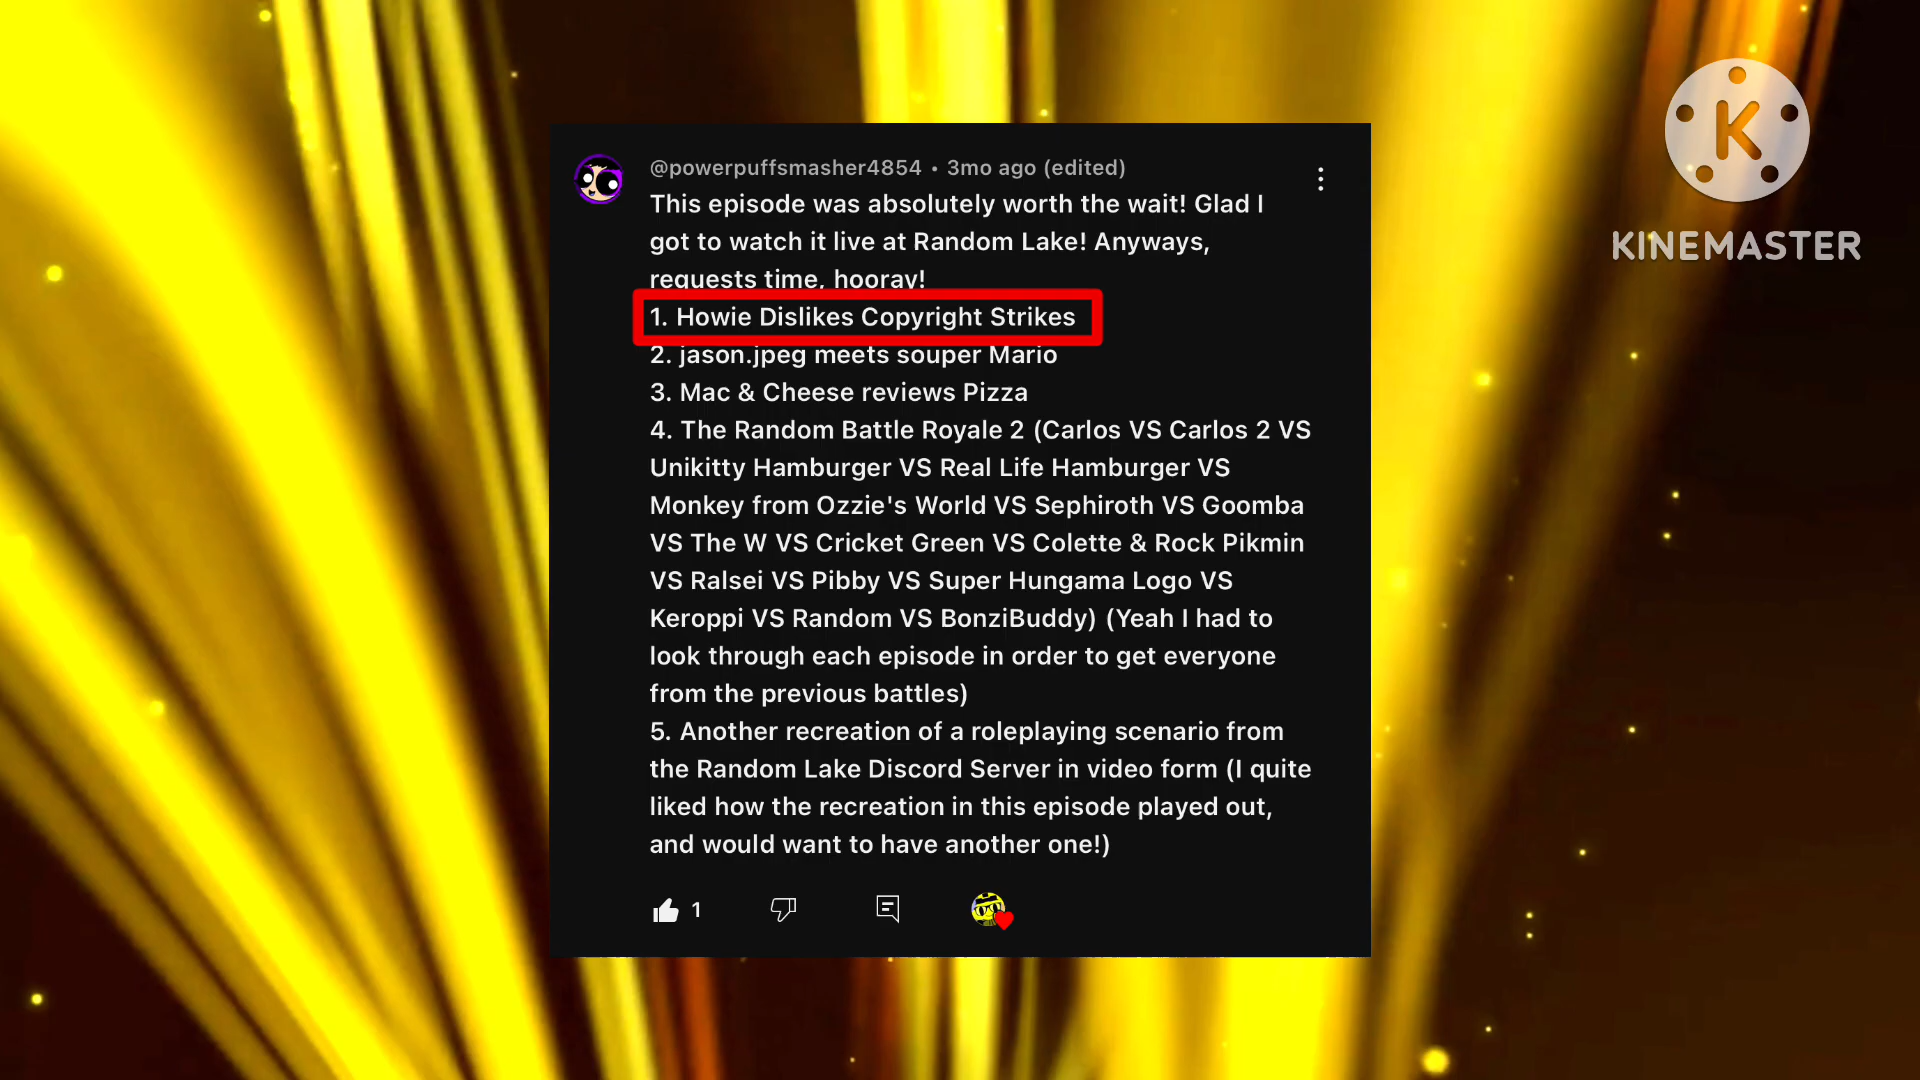 @powerpuffsmasher4854 • 3mo ago (edited)
This episode was absolutely worth the wait! Glad I
got to watch it live at Random Lake! Anyways,
requests time, hooray!
1. Howie Dislikes Copyright Strikes
2. jason.jpeg meets souper Mario
3. Mac & Cheese reviews Pizza
4. The Random Battle Royale 2 (Carlos VS Carlos 2 VS
Unikitty Hamburger VS Real Life Hamburger VS
Monkey from Ozzie's World VS Sephiroth VS Goomba
VS The W VS Cricket Green VS Colette & Rock Pikmin
VS Ralsei VS Pibby VS Super Hungama Logo VS
Keroppi VS Random VS BonziBuddy) (Yeah I had to
look through each episode in order to get everyone
from the previous battles)
5. Another recreation of a roleplaying scenario from
the Random Lake Discord Server in video form (I quite
liked how the recreation in this episode played out,
and would want to have another one!)
1
K
KINEMASTER